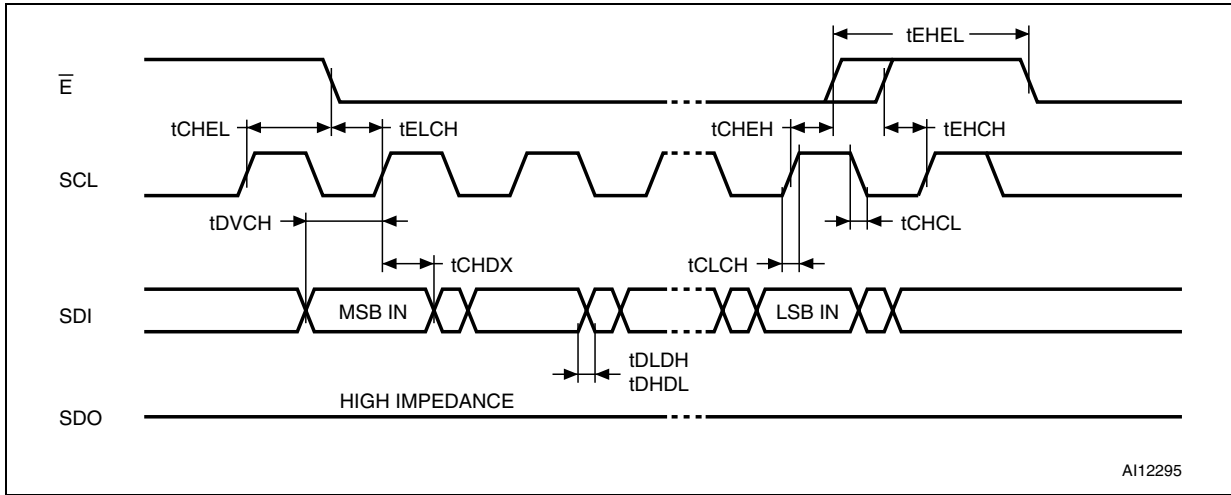 tEHEL
E̅
tCHEL
tELCH
tCHEH
tEHCH
SCL
tDVCH
tCHCL
tCHDX
tCLCH
SDI
MSB IN
LSB IN
tDLDH
tDHDL
HIGH IMPEDANCE
SDO
AI12295